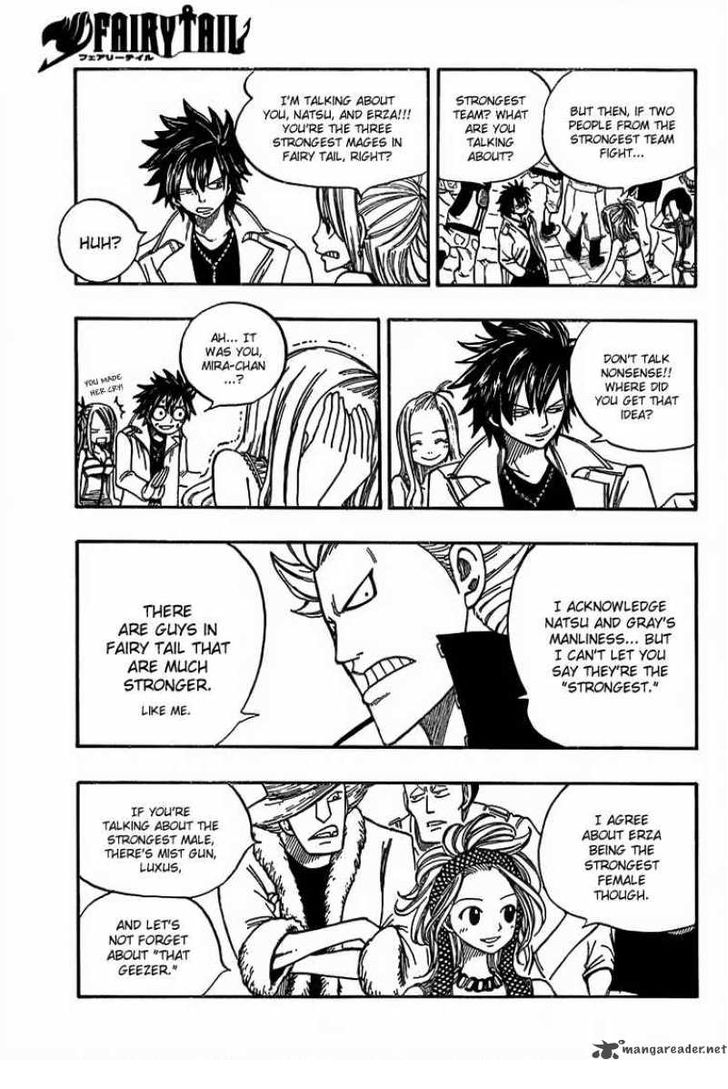 FAIRY TAIL
フェアリーテイル
BUT THEN, IF TWO
PEOPLE FROM THE
STRONGEST TEAM
FIGHT...
STRONGEST
TEAM? WHAT
ARE YOU
TALKING
ABOUT?
I'M TALKING ABOUT
YOU, NATSU, AND ERZA!!!
YOU'RE THE THREE
STRONGEST MAGES IN
FAIRY TAIL, RIGHT?
HUH?
DON'T TALK
NONSENSE!!
WHERE DID
YOU GET THAT
IDEA?
AH... IT
WAS YOU,
MIRA-CHAN
...?
YOU MADE
HER CRY!
I ACKNOWLEDGE
NATSU AND GRAY'S
MANLINESS... BUT
I CAN'T LET YOU
SAY THEY'RE THE
"STRONGEST."
THERE
ARE GUYS IN
FAIRY TAIL THAT
ARE MUCH
STRONGER.
LIKE ME.
I AGREE
ABOUT ERZA
BEING THE
STRONGEST
FEMALE
THOUGH.
IF YOU'RE
TALKING ABOUT THE
STRONGEST MALE,
THERE'S MIST GUN,
LUXUS,
AND LET'S
NOT FORGET
ABOUT "THAT
GEEZER."
mangareader.net